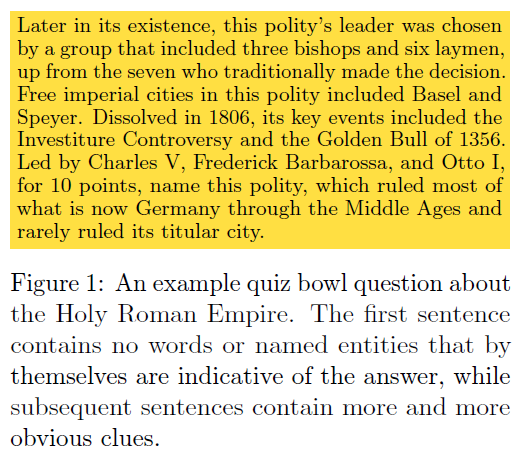 Later in its existence, this polity's leader was chosen
by a group that included three bishops and six laymen,
up from the seven who traditionally made the decision.
Free imperial cities in this polity included Basel and
Speyer. Dissolved in 1806, its key events included the
Investiture Controversy and the Golden Bull of 1356.
Led by Charles V, Frederick Barbarossa, and Otto I,
for 10 points, name this polity, which ruled most of
what is now Germany through the Middle Ages and
rarely ruled its titular city.
Figure 1: An example quiz bowl question about
the Holy Roman Empire. The first sentence
contains no words or named entities that by
themselves are indicative of the answer, while
subsequent sentences contain more and more
obvious clues.